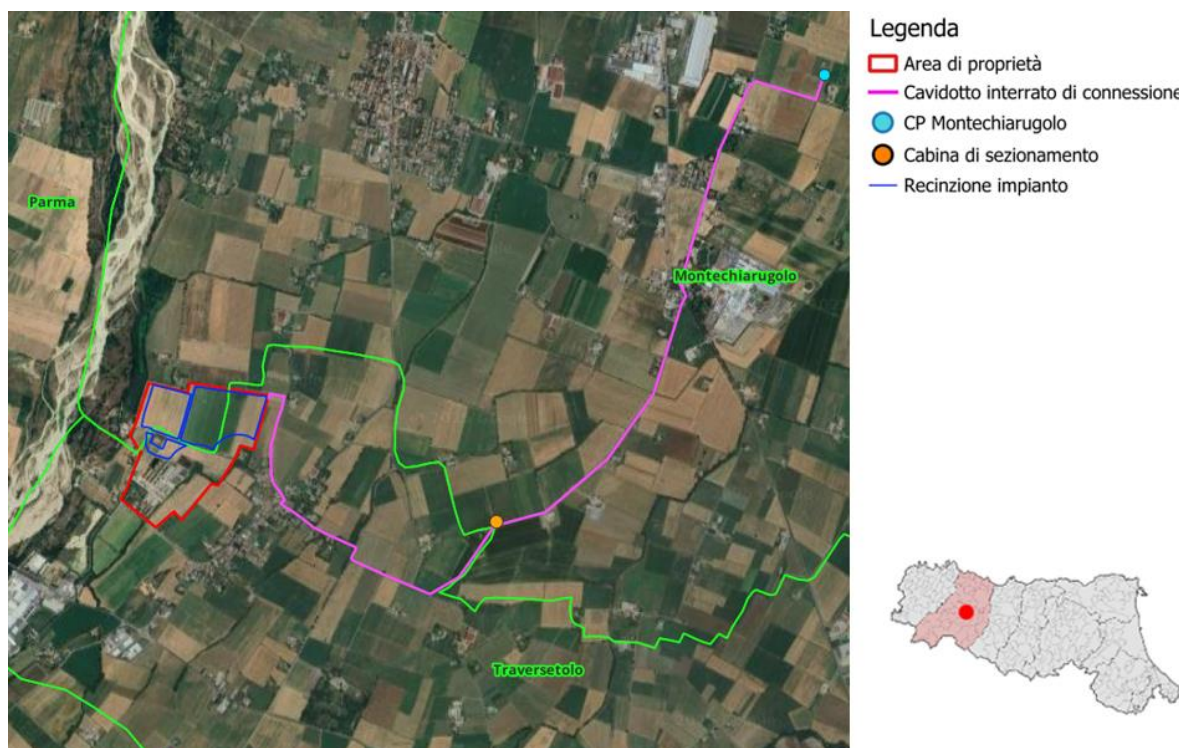 Legenda
Area di proprietà
Cavidotto interrato di connessione
CP Montechiarugolo
Cabina di sezionamento
Recinzione impianto
Parma
Montechiarugolo
Traversetolo